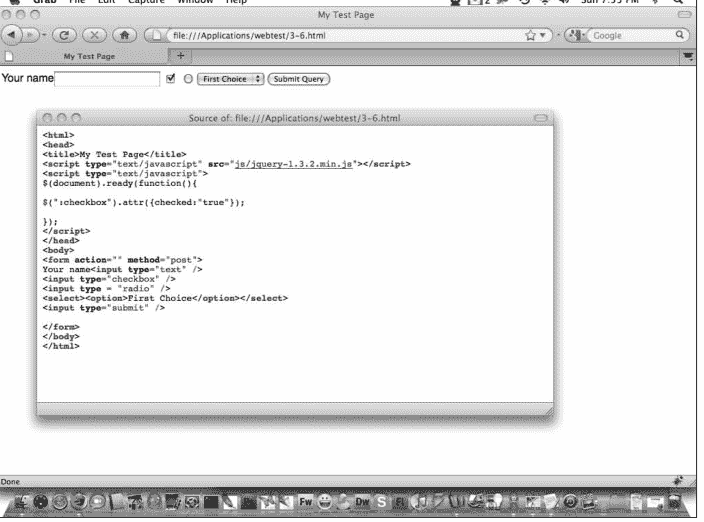 Grab File Edit Capture Window Help
My Test Page
file:///Applications/webtest/3-6.html
Google
My Test Page
Your name
First Choice
Submit Query
Source of: file:///Applications/webtest/3-6.html
<html>
<head>
<title>My Test Page</title>
<script type="text/javascript" src="js/jquery-1.3.2.min.js"></script>
<script type="text/javascript">
$(document).ready(function(){
$(":checkbox").attr({checked:"true"});
});
</script>
</head>
<body>
<form action="" method="post">
Your name<input type="text" />
<input type="checkbox" />
<input type = "radio" />
<select><option>First Choice</option></select>
<input type="submit" />
</form>
</body>
</html>
Done
Fw Dw S Fl